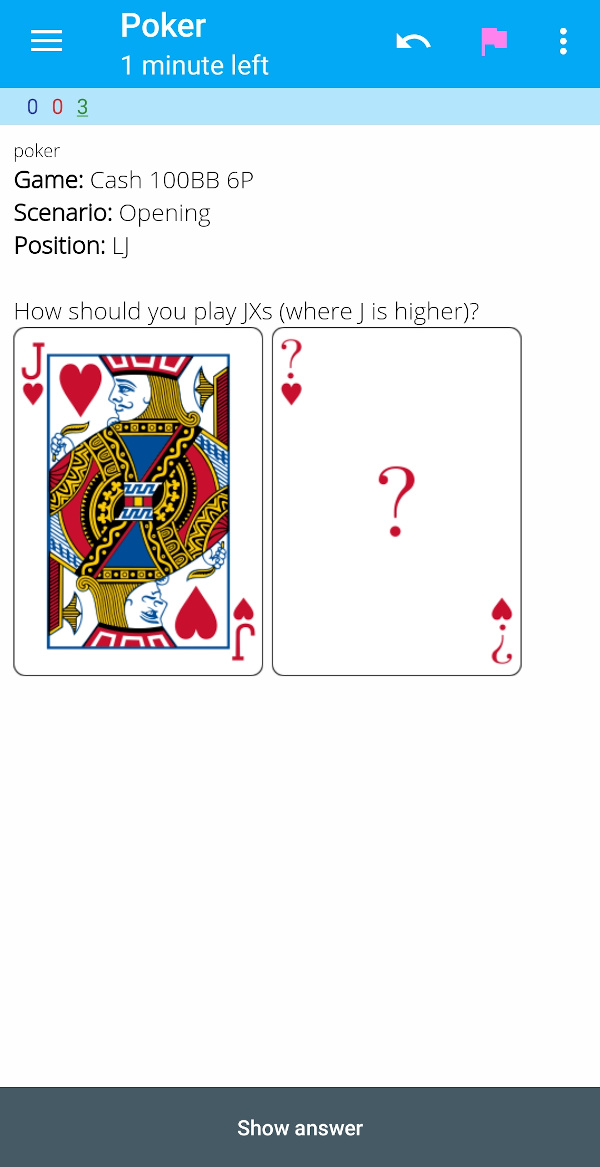 Poker
1 minute left
0 0 3
poker
Game: Cash 100BB 6P
Scenario: Opening
Position: LJ
How should you play JXs (where J is higher)?
J ?
?
J ?
Show answer